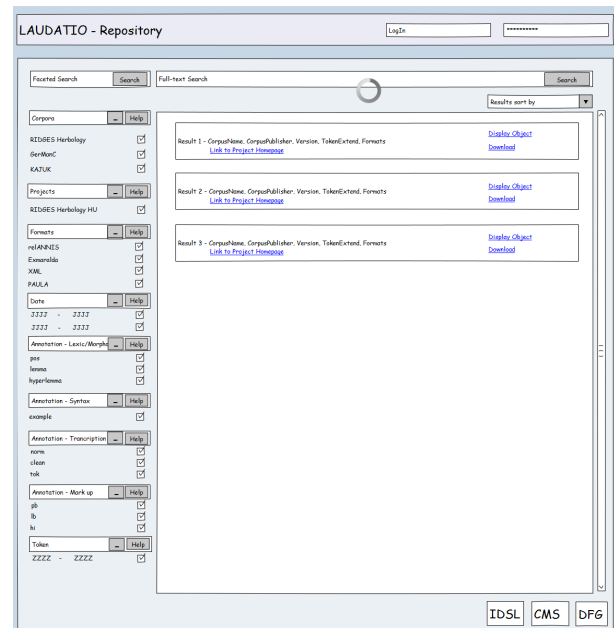 LAUDATIO - Repository
LogIn
**********
Faceted Search
Search
Full-text Search
Search
Results sort by
Corpora
_
Help
RIDGES Herbology
GerManC
KAJUK
Projects
_
Help
RIDGES Herbology HU
Formats
_
Help
relANNIS
Exmaralda
XML
PAULA
Date
_
Help
JJJJ - JJJJ
JJJJ - JJJJ
Annotation - Lexic/Morpho
_
Help
pos
lemma
hyperlemma
Annotation - Syntax
_
Help
example
Annotation - Trancription
_
Help
norm
clean
tok
Annotation - Mark up
_
Help
pb
lb
hi
Token
_
Help
ZZZZ - ZZZZ
Result 1 - CorpusName, CorpusPublisher, Version, TokenExtend, Formats
Link to Project Homepage
Display Object
Download
Result 2 - CorpusName, CorpusPublisher, Version, TokenExtend, Formats
Link to Project Homepage
Display Object
Download
Result 3 - CorpusName, CorpusPublisher, Version, TokenExtend, Formats
Link to Project Homepage
Display Object
Download
IDSL
CMS
DFG